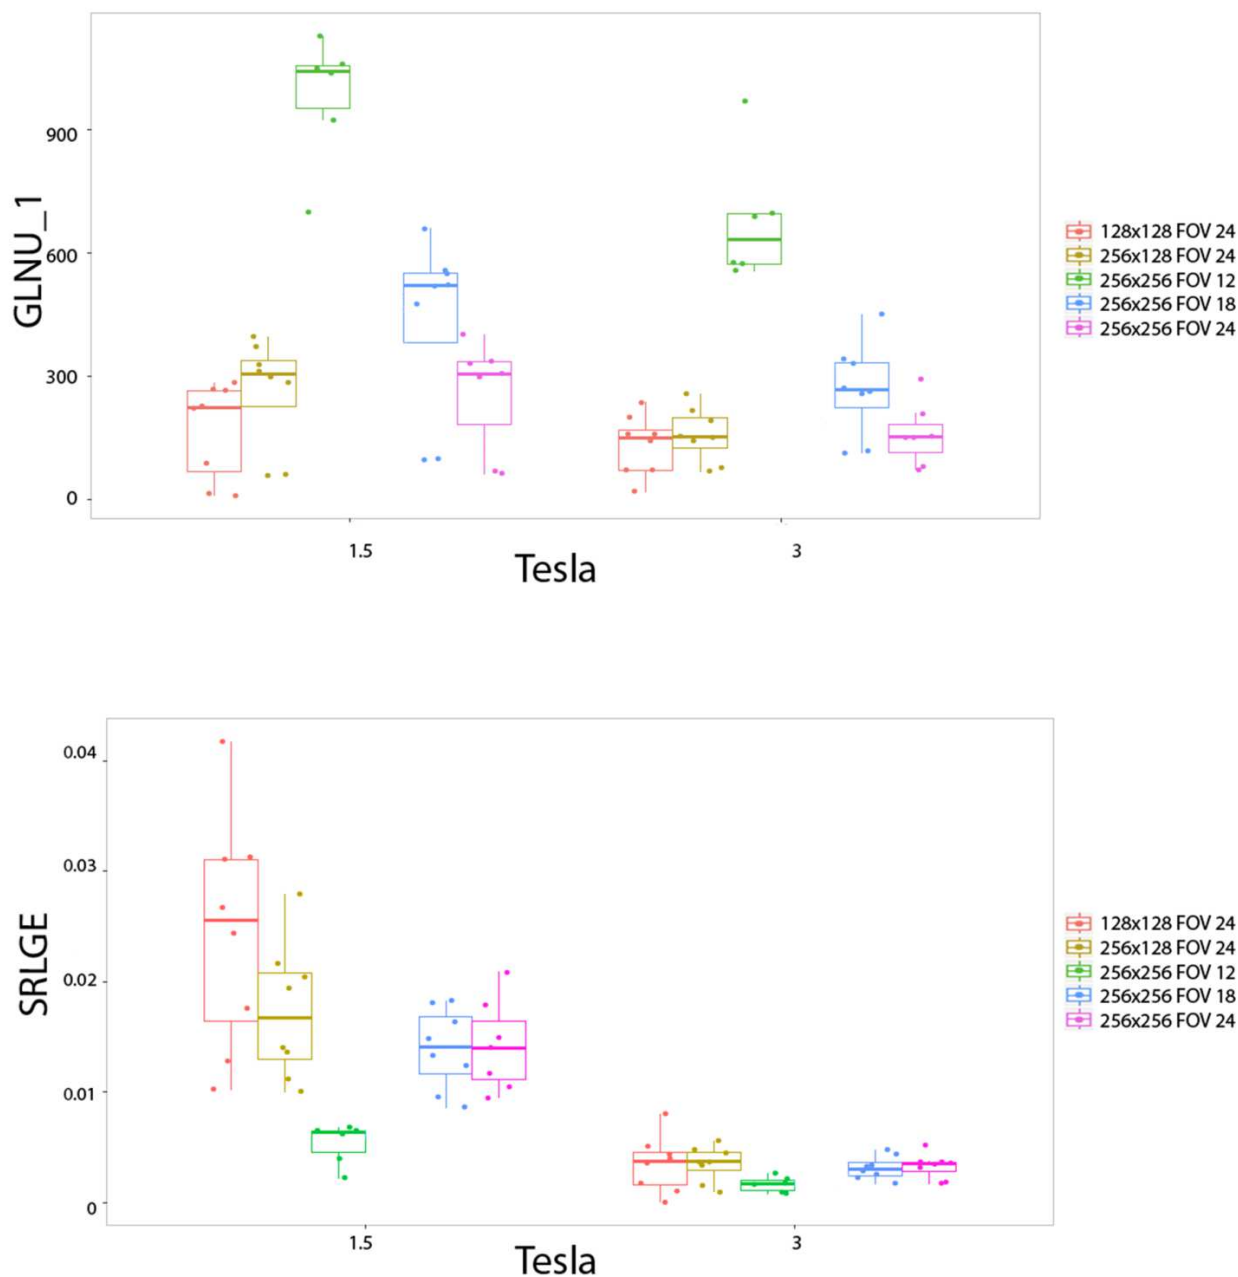 GLNU_1
900
600
300
0
1.5
3
Tesla
128x128 FOV 24
256x128 FOV 24
256x256 FOV 12
256x256 FOV 18
256x256 FOV 24
SRLGE
0.04
0.03
0.02
0.01
0
1.5
3
Tesla
128x128 FOV 24
256x128 FOV 24
256x256 FOV 12
256x256 FOV 18
256x256 FOV 24